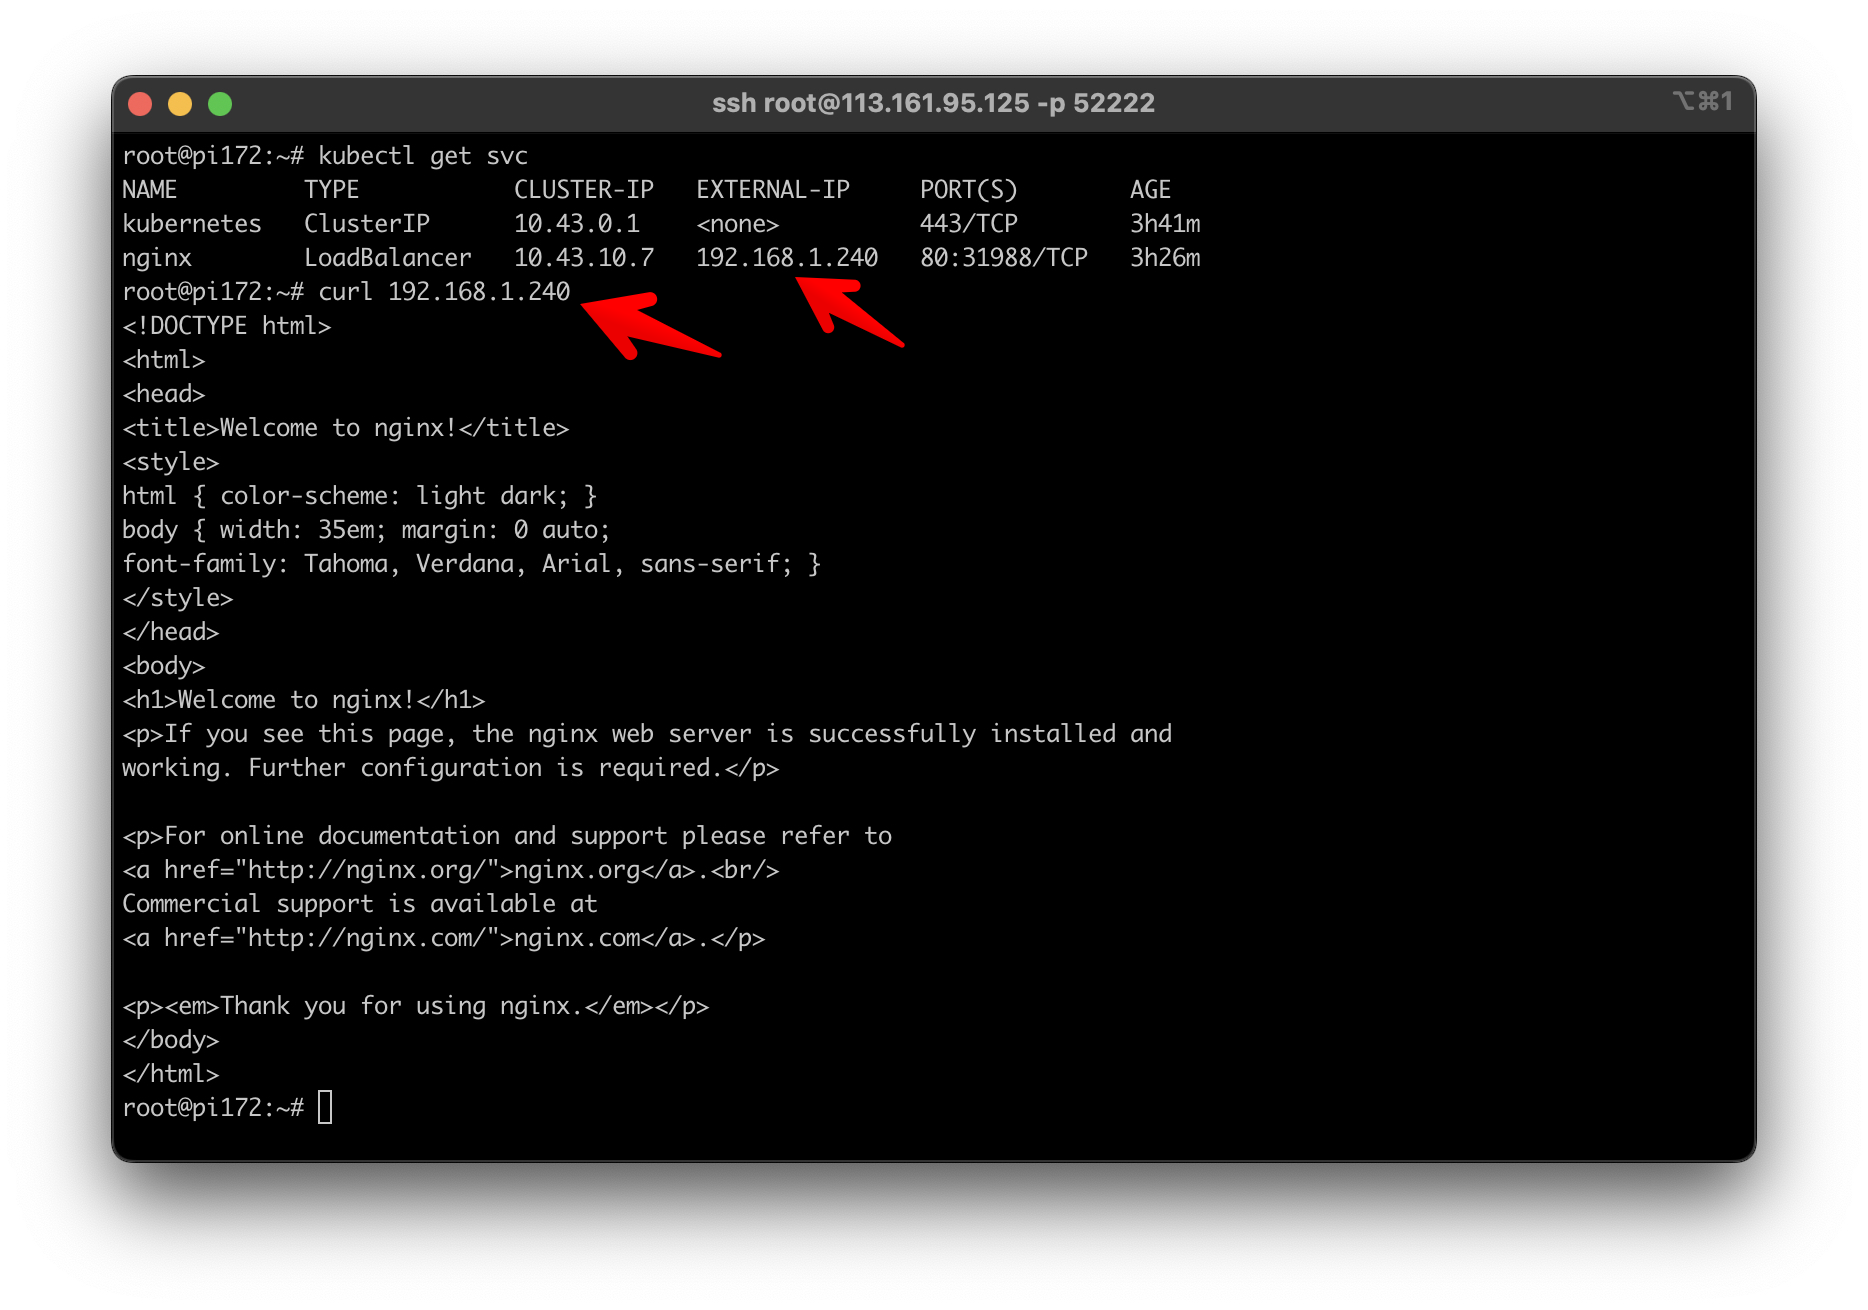 ssh root@113.161.95.125 -p 52222
⌥⌘1
root@pi172:~# kubectl get svc
NAME         TYPE           CLUSTER-IP   EXTERNAL-IP     PORT(S)        AGE
kubernetes   ClusterIP      10.43.0.1    <none>          443/TCP        3h41m
nginx        LoadBalancer   10.43.10.7   192.168.1.240   80:31988/TCP   3h26m
root@pi172:~# curl 192.168.1.240
<!DOCTYPE html>
<html>
<head>
<title>Welcome to nginx!</title>
<style>
html { color-scheme: light dark; }
body { width: 35em; margin: 0 auto;
font-family: Tahoma, Verdana, Arial, sans-serif; }
</style>
</head>
<body>
<h1>Welcome to nginx!</h1>
<p>If you see this page, the nginx web server is successfully installed and
working. Further configuration is required.</p>

<p>For online documentation and support please refer to
<a href="http://nginx.org/">nginx.org</a>.<br/>
Commercial support is available at
<a href="http://nginx.com/">nginx.com</a>.</p>

<p><em>Thank you for using nginx.</em></p>
</body>
</html>
root@pi172:~#